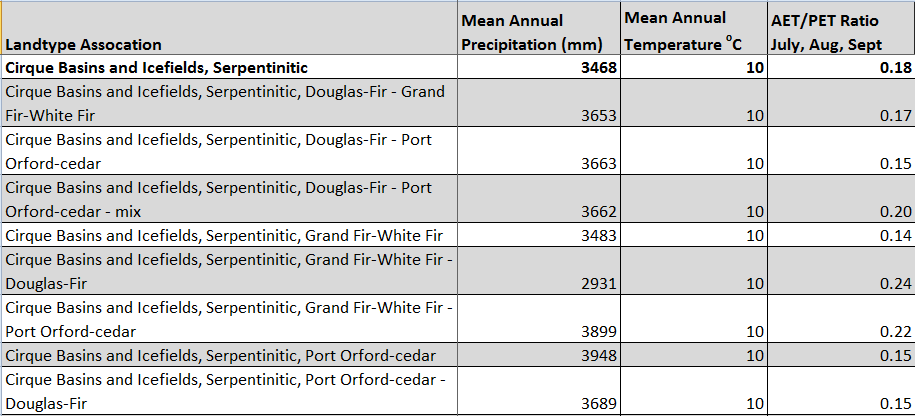 Landtype Assocation Mean Annual Precipitation (mm) Mean Annual Temperature °C AET/PET Ratio July, Aug, Sept
Cirque Basins and Icefields, Serpentinitic 3468 10 0.18
Cirque Basins and Icefields, Serpentinitic, Douglas-Fir - Grand
Fir-White Fir 3653 10 0.17
Cirque Basins and Icefields, Serpentinitic, Douglas-Fir - Port
Orford-cedar 3663 10 0.15
Cirque Basins and Icefields, Serpentinitic, Douglas-Fir - Port
Orford-cedar - mix 3662 10 0.20
Cirque Basins and Icefields, Serpentinitic, Grand Fir-White Fir 3483 10 0.14
Cirque Basins and Icefields, Serpentinitic, Grand Fir-White Fir -
Douglas-Fir 2931 10 0.24
Cirque Basins and Icefields, Serpentinitic, Grand Fir-White Fir -
Port Orford-cedar 3899 10 0.22
Cirque Basins and Icefields, Serpentinitic, Port Orford-cedar 3948 10 0.15
Cirque Basins and Icefields, Serpentinitic, Port Orford-cedar -
Douglas-Fir 3689 10 0.15